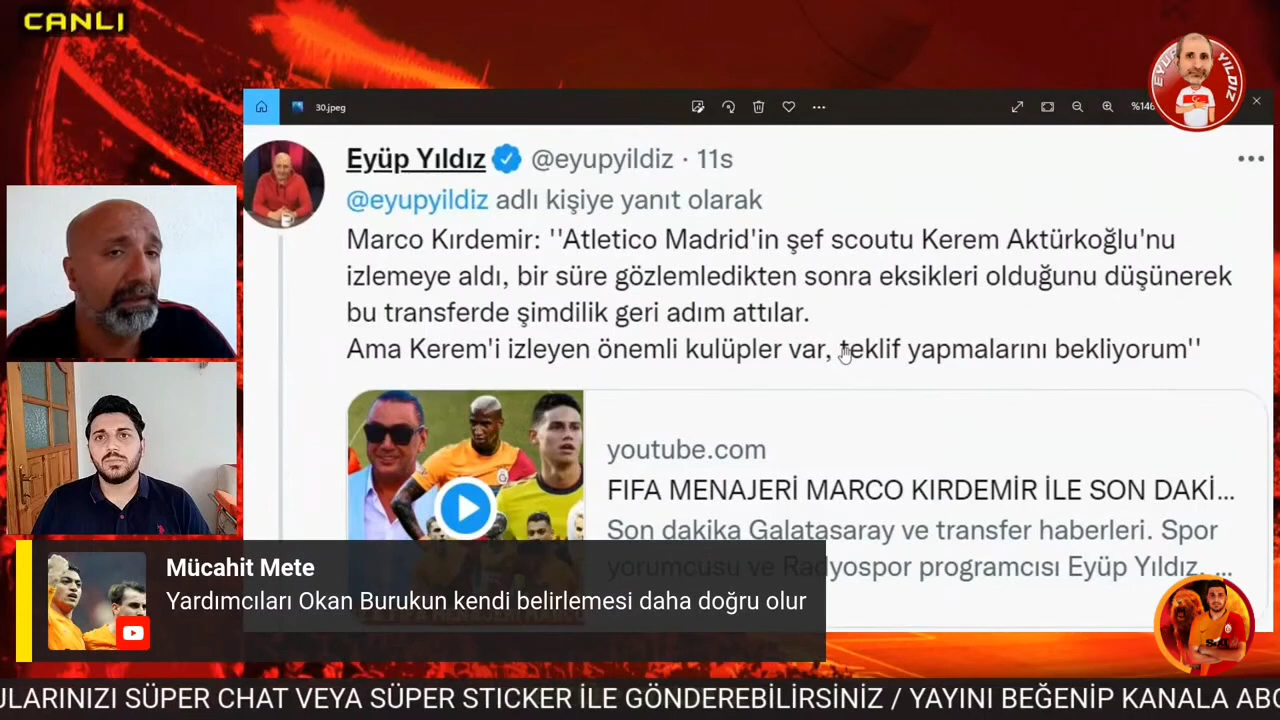 CANLI
30.jpeg
%146
EYÜP YILDIZ
Eyüp Yıldız @eyupyildiz · 11s
@eyupyildiz adlı kişiye yanıt olarak
Marco Kırdemir: ''Atletico Madrid'in şef scoutu Kerem Aktürkoğlu'nu
izlemeye aldı, bir süre gözlemledikten sonra eksikleri olduğunu düşünerek
bu transferde şimdilik geri adım attılar.
Ama Kerem'i izleyen önemli kulüpler var, teklif yapmalarını bekliyorum''
youtube.com
FIFA MENAJERİ MARCO KIRDEMİR İLE SON DAKİ...
Son dakika Galatasaray ve transfer haberleri. Spor
yorumcusu ve Radyospor programcısı Eyüp Yıldız, ...
Mücahit Mete
Yardımcıları Okan Burukun kendi belirlemesi daha doğru olur
ULARINIZI SÜPER CHAT VEYA SÜPER STICKER İLE GÖNDEREBİLİRSİNİZ / YAYINI BEĞENİP KANALA ABO